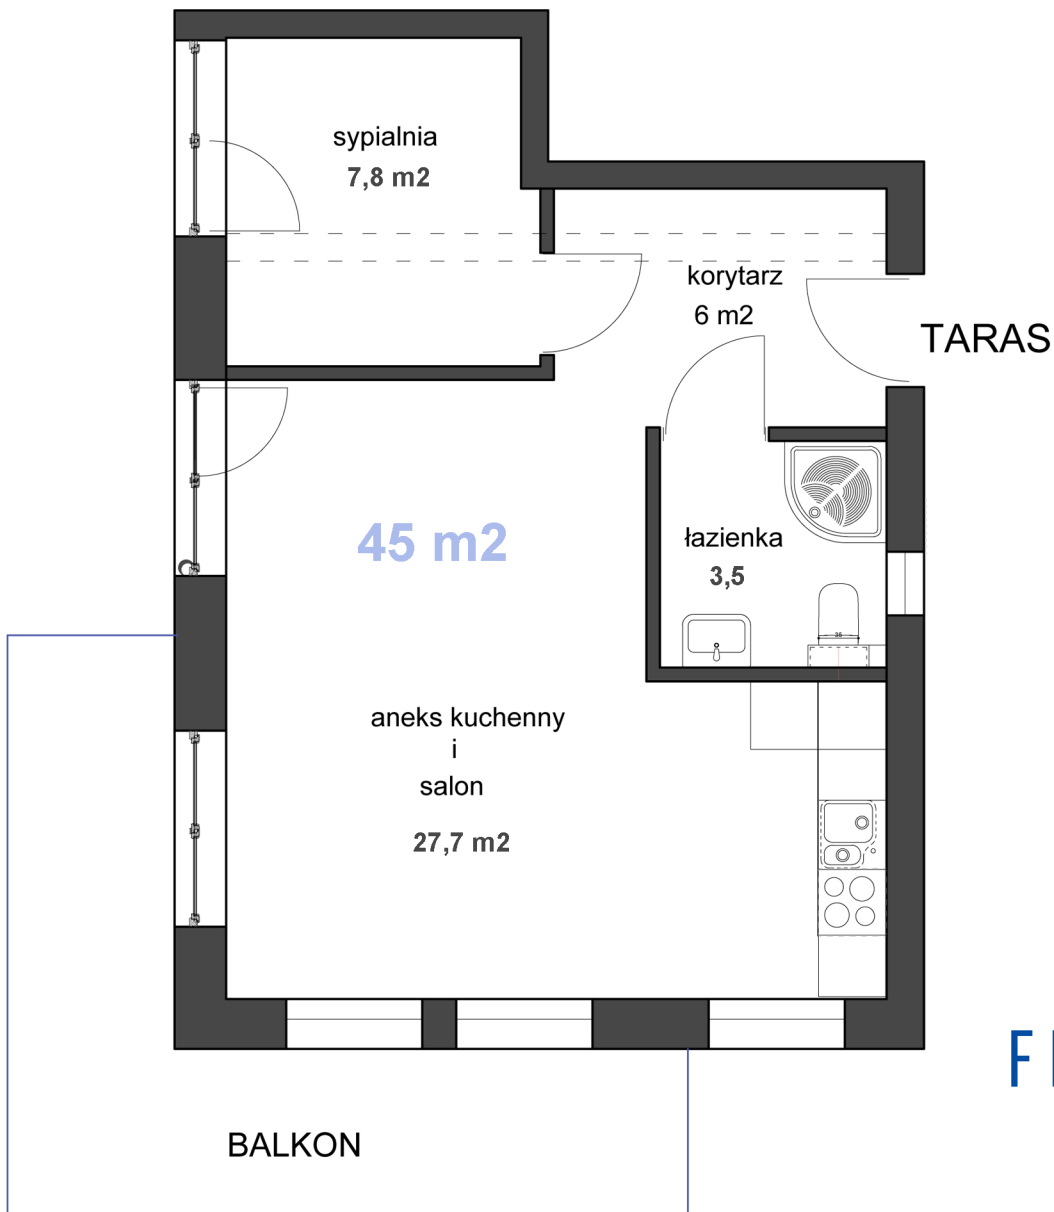 sypialnia
7,8 m2
korytarz
6 m2
TARAS
45 m2
łazienka
3,5
36
aneks kuchenny
i
salon
27,7 m2
F
BALKON